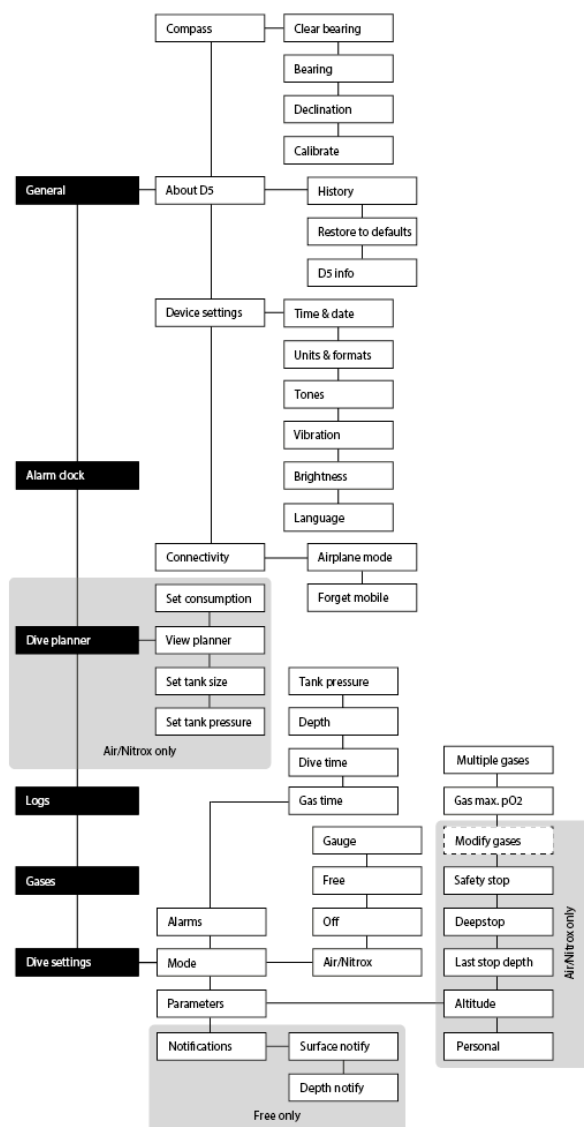 Compass
Clear bearing
Bearing
Declination
Calibrate
General
About D5
History
Restore to defaults
D5 info
Device settings
Time & date
Units & formats
Tones
Vibration
Brightness
Language
Alarm clock
Connectivity
Airplane mode
Forget mobile
Set consumption
Dive planner
View planner
Set tank size
Set tank pressure
Air/Nitrox only
Tank pressure
Depth
Dive time
Gas time
Logs
Multiple gases
Gas max. pO2
Modify gases
Safety stop
Deepstop
Last stop depth
Altitude
Personal
Air/Nitrox only
Gauge
Free
Off
Air/Nitrox
Gases
Alarms
Dive settings
Mode
Parameters
Notifications
Surface notify
Depth notify
Free only